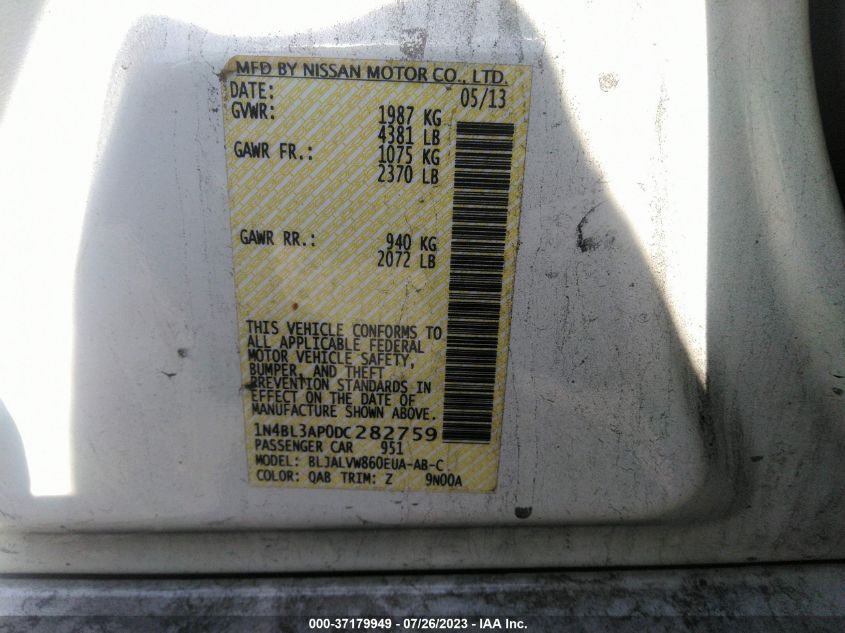 MFD BY NISSAN MOTOR CO., LTD.
DATE: 05/13
GVWR: 1987 KG
4381 LB
GAWR FR.: 1075 KG
2370 LB
GAWR RR.: 940 KG
2072 LB
THIS VEHICLE CONFORMS TO
ALL APPLICABLE FEDERAL
MOTOR VEHICLE SAFETY,
BUMPER, AND THEFT
PREVENTION STANDARDS IN
EFFECT ON THE DATE OF
MANUFACTURE SHOWN ABOVE.
1N4BL3AP0DC282759
PASSENGER CAR 951
MODEL: BLJALVW860EUA-AB-C
COLOR: QAB TRIM: Z 9N00A
000-37179949 / 07/26/2023 - IAA Inc.